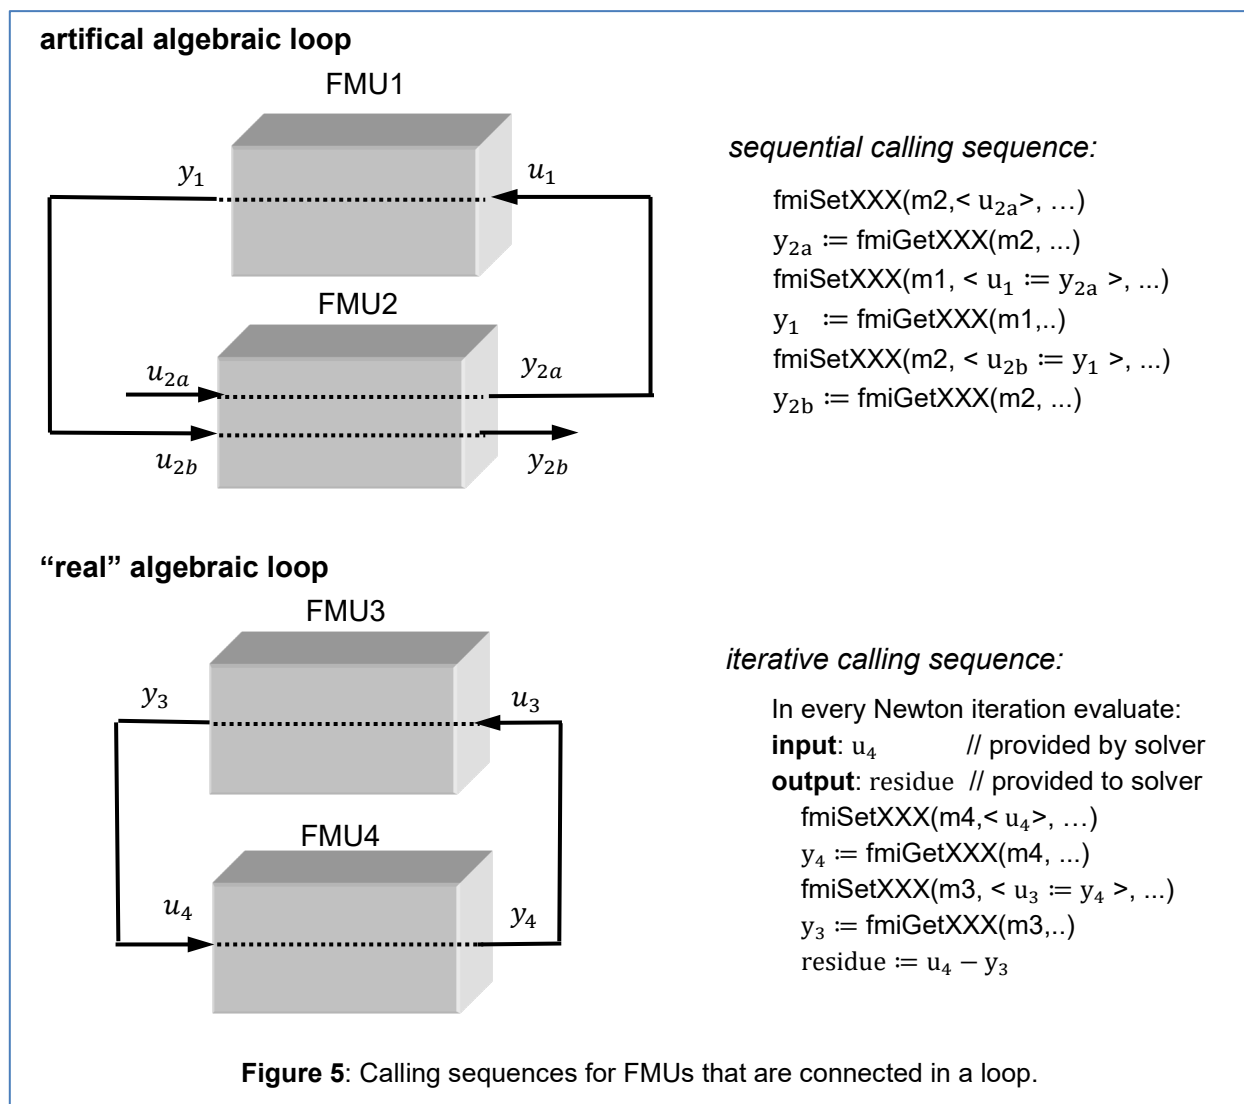 artifical algebraic loop
FMU1
y₁
u₁
FMU2
u₂ₐ
y₂ₐ
u₂b
y₂b
sequential calling sequence:
fmiSetXXX(m2,< u₂ₐ>, …)
y₂ₐ ≔ fmiGetXXX(m2, ...)
fmiSetXXX(m1, < u₁ ≔ y₂ₐ >, ...)
y₁ ≔ fmiGetXXX(m1,..)
fmiSetXXX(m2, < u₂b ≔ y₁ >, ...)
y₂b ≔ fmiGetXXX(m2, ...)
“real” algebraic loop
FMU3
y₃
u₃
FMU4
u₄
y₄
iterative calling sequence:
In every Newton iteration evaluate:
input: u₄ // provided by solver
output: residue // provided to solver
fmiSetXXX(m4,< u₄>, …)
y₄ ≔ fmiGetXXX(m4, ...)
fmiSetXXX(m3, < u₃ ≔ y₄ >, ...)
y₃ ≔ fmiGetXXX(m3,..)
residue ≔ u₄ − y₃
Figure 5: Calling sequences for FMUs that are connected in a loop.